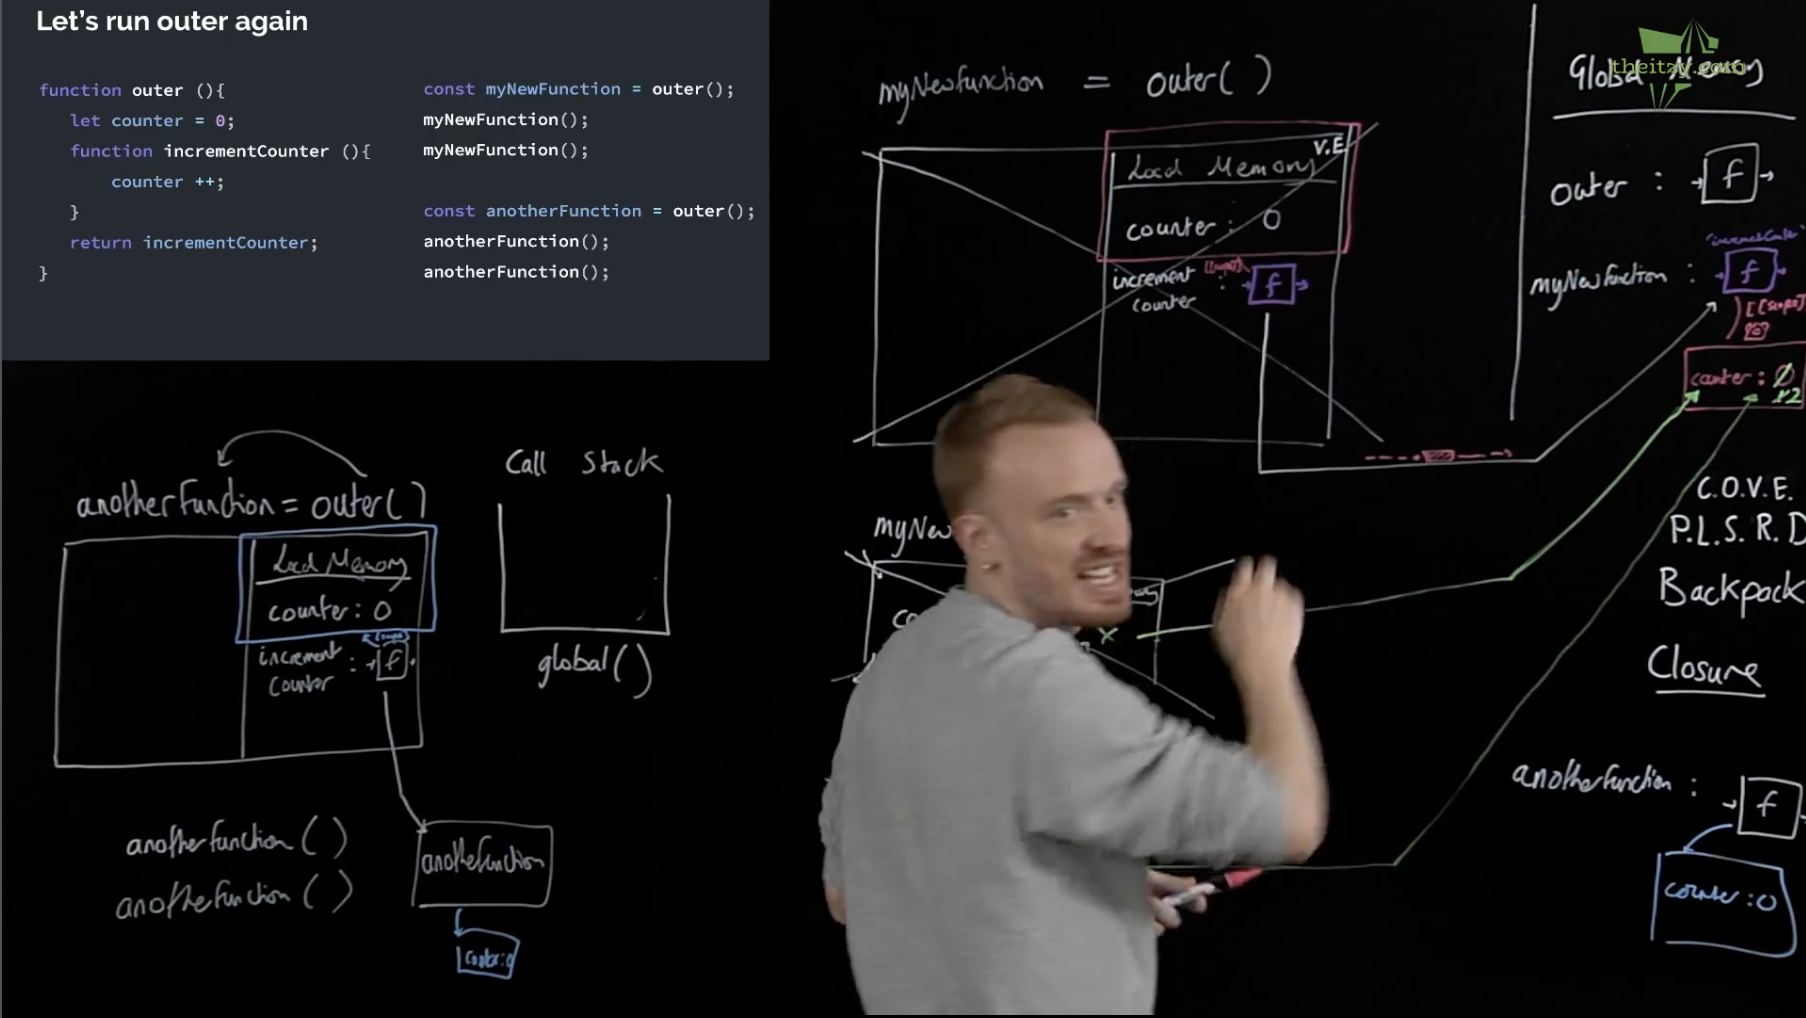 Let's run outer again
function outer (){
let counter = 0;
function incrementCounter (){
counter ++;
}
return incrementCounter;
}
const myNewFunction = outer();
myNewFunction();
myNewFunction();
const anotherFunction = outer();
anotherFunction();
anotherFunction();
myNewFunction = outer()
V.E.
Local Memory
counter : 0
increment
counter
[[scope]]
: f
myNew
theitzy.com
Global Memory
outer : f
"incrementCounter"
myNewFunction : f
[[scope]]
counter : 0
12
C.O.V.E.
P.L.S.R.D
Backpack
Closure
anotherfunction :
f
counter : 0
anotherfunction = outer()
Local Memory
counter : 0
[scope]
increment
counter
: f
Call Stack
global()
anotherfunction ( )
anotherfunction ( )
anotherfunction
counter:0